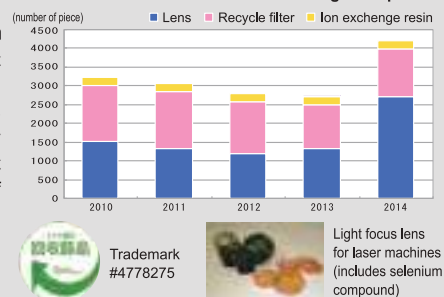 (number of piece)
Lens Recycle filter Ion exchange resin
4500
4000
3500
3000
2500
2000
1500
1000
500
0
2010 2011 2012 2013 2014
Trademark
#4778275
Light focus lens
for laser machines
(includes selenium
compound)